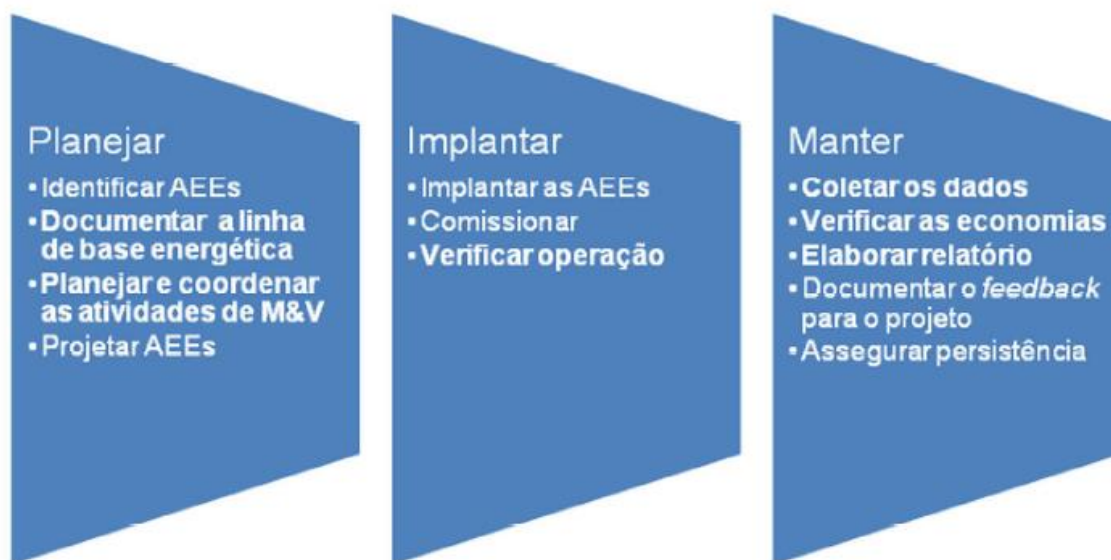 Planejar
▪ Identificar AEEs
▪ Documentar a linha
de base energética
▪ Planejar e coordenar
as atividades de M&V
▪ Projetar AEEs
Implantar
▪ Implantar as AEEs
▪ Comissionar
▪ Verificar operação
Manter
▪ Coletar os dados
▪ Verificar as economias
▪ Elaborar relatório
▪ Documentar o feedback
para o projeto
▪ Assegurar persistência